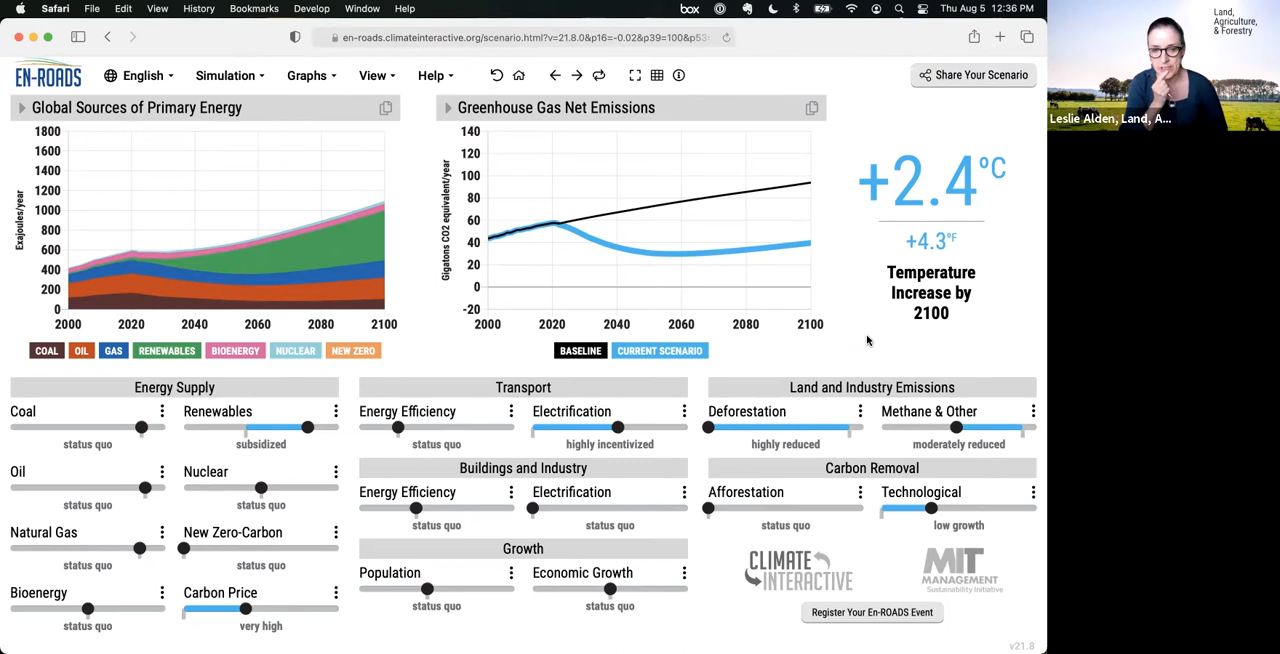 Safari File Edit View History Bookmarks Develop Window Help
box Thu Aug 5 12:36 PM
en-roads.climateinteractive.org/scenario.html?v=21.8.0&p16=-0.02&p39=100&p53=
EN-ROADS
English Simulation Graphs View Help
Share Your Scenario
Global Sources of Primary Energy
1800
1600
1400
1200
1000
800
600
400
200
0
Exajoules/year
2000 2020 2040 2060 2080 2100
COAL OIL GAS RENEWABLES BIOENERGY NUCLEAR NEW ZERO
Greenhouse Gas Net Emissions
140
120
100
80
60
40
20
0
-20
Gigatons CO2 equivalent/year
2000 2020 2040 2060 2080 2100
BASELINE CURRENT SCENARIO
+2.4°C
+4.3°F
Temperature
Increase by
2100
Energy Supply
Coal
status quo
Renewables
subsidized
Oil
status quo
Nuclear
status quo
Natural Gas
status quo
New Zero-Carbon
status quo
Bioenergy
status quo
Carbon Price
very high
Transport
Energy Efficiency
status quo
Electrification
highly incentivized
Buildings and Industry
Energy Efficiency
status quo
Electrification
status quo
Growth
Population
status quo
Economic Growth
status quo
Land and Industry Emissions
Deforestation
highly reduced
Methane & Other
moderately reduced
Carbon Removal
Afforestation
status quo
Technological
low growth
CLIMATE
INTERACTIVE
MIT
MANAGEMENT
Sustainability Initiative
Register Your En-ROADS Event
v21.8
Land,
Agriculture,
& Forestry
Leslie Alden, Land, A...